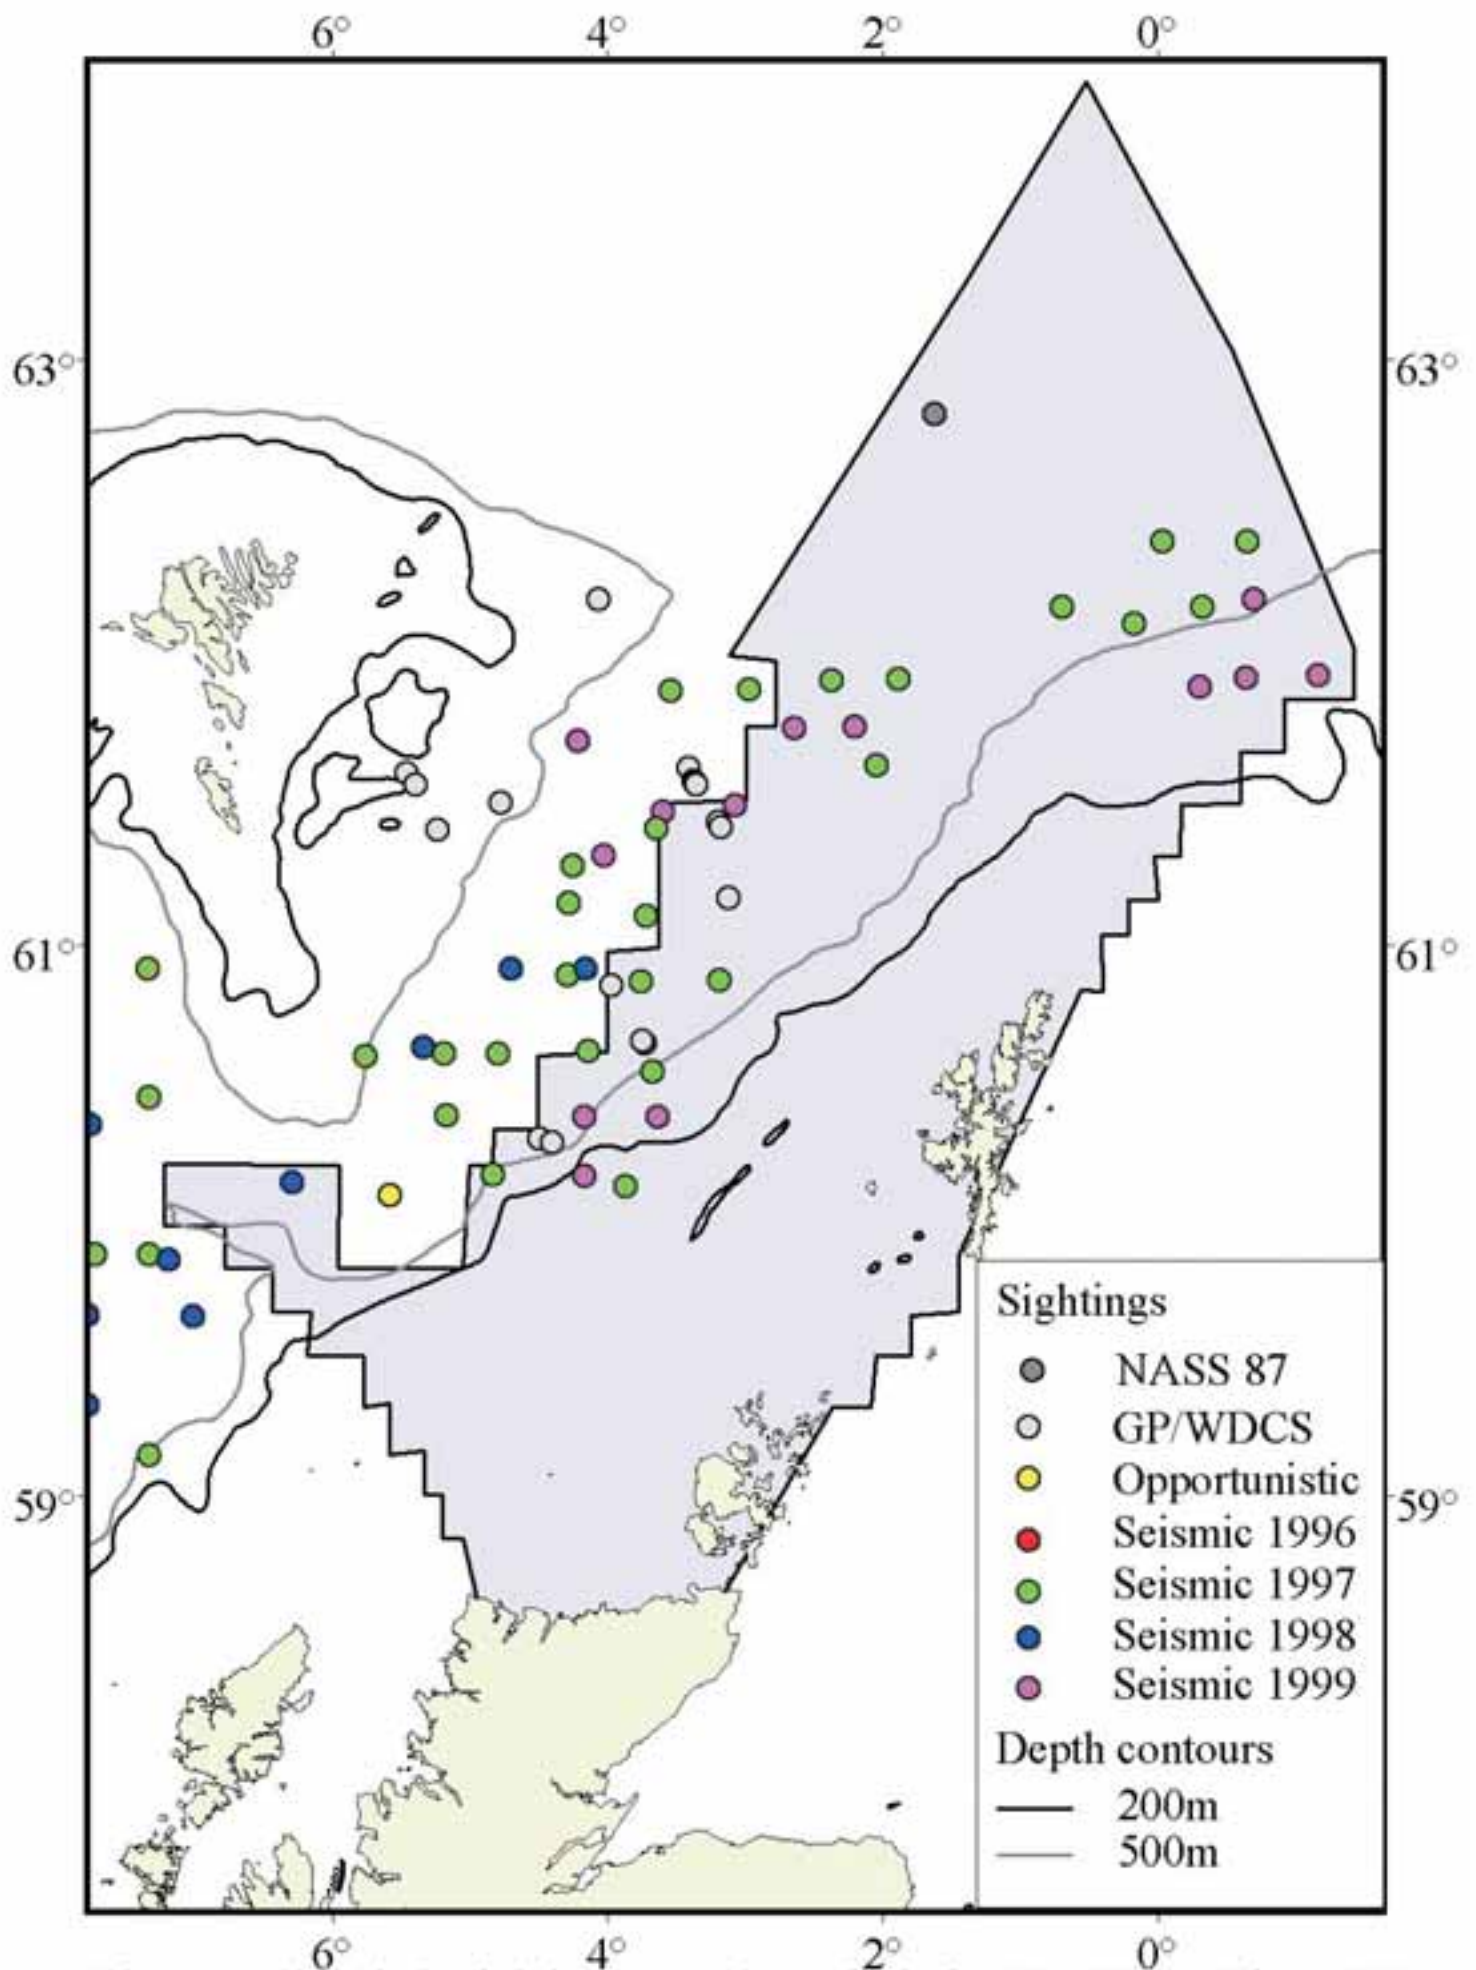 6° 4° 2° 0°
63° 63°
61° 61°
59° 59°
Sightings
NASS 87
GP/WDCS
Opportunistic
Seismic 1996
Seismic 1997
Seismic 1998
Seismic 1999
Depth contours
200m
500m
6° 4° 2° 0°